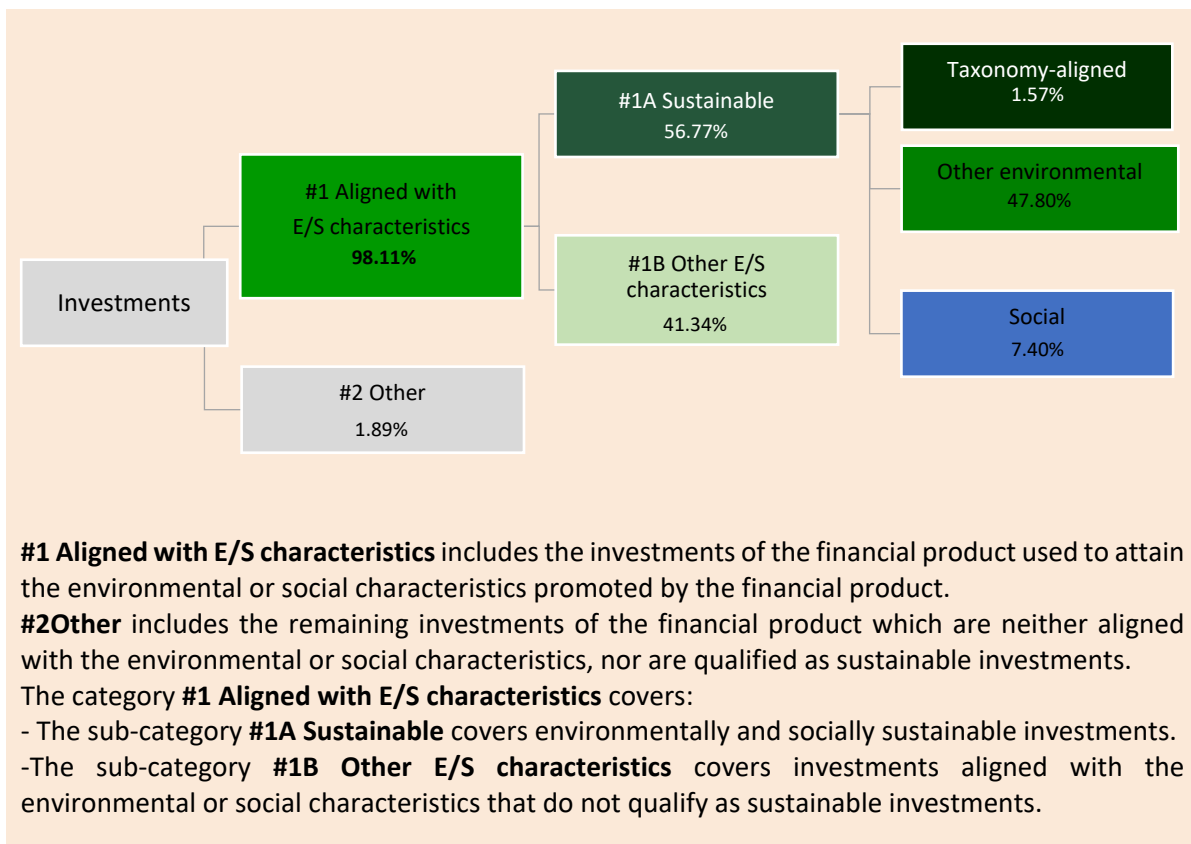 Investments
#1 Aligned with
E/S characteristics
98.11%
#2 Other
1.89%
#1A Sustainable
56.77%
#1B Other E/S
characteristics
41.34%
Taxonomy-aligned
1.57%
Other environmental
47.80%
Social
7.40%
#1 Aligned with E/S characteristics includes the investments of the financial product used to attain
the environmental or social characteristics promoted by the financial product.
#2Other includes the remaining investments of the financial product which are neither aligned
with the environmental or social characteristics, nor are qualified as sustainable investments.
The category #1 Aligned with E/S characteristics covers:
- The sub-category #1A Sustainable covers environmentally and socially sustainable investments.
-The sub-category #1B Other E/S characteristics covers investments aligned with the
environmental or social characteristics that do not qualify as sustainable investments.